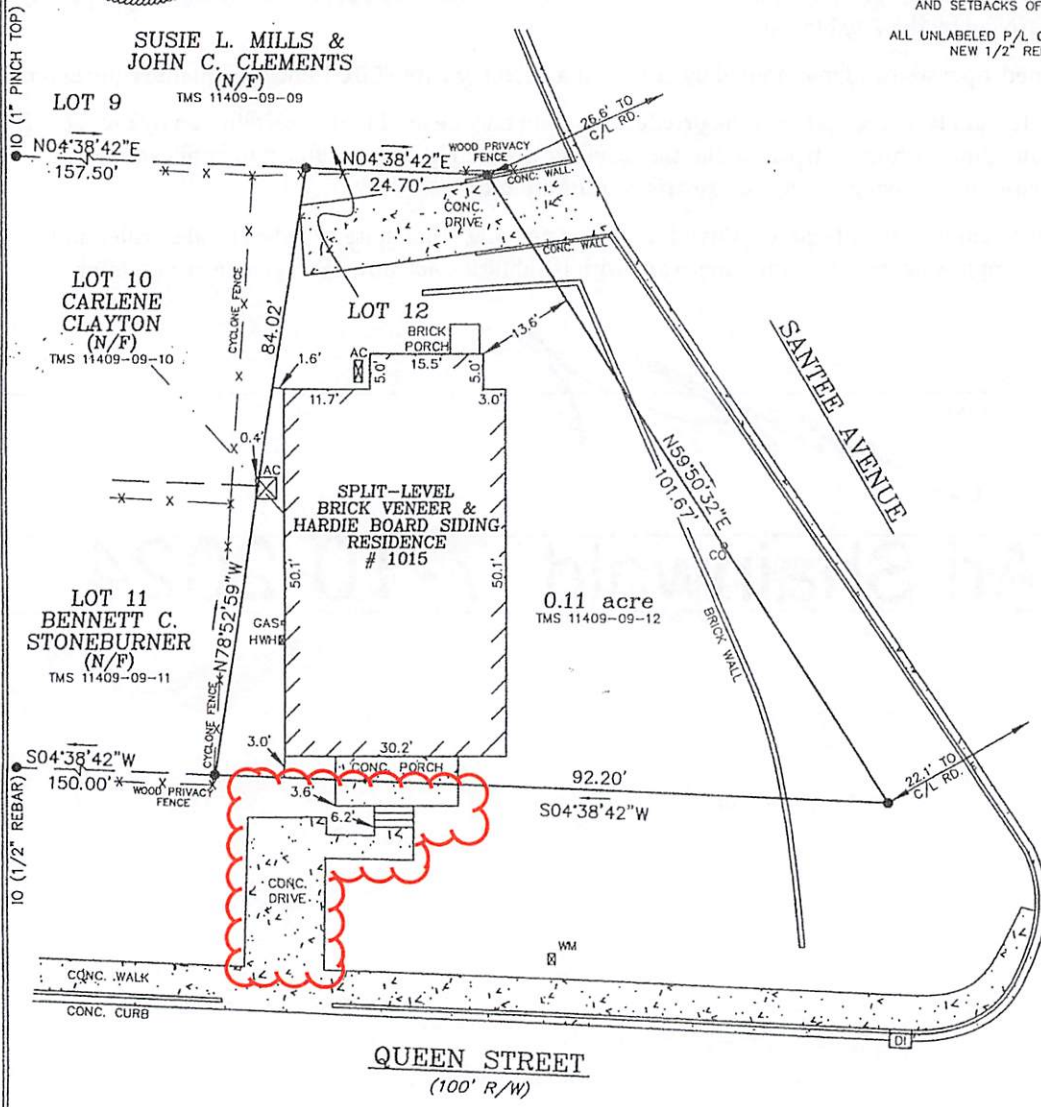 AND SETBACKS OF
ALL UNLABELED P/L C
NEW 1/2" RE
IO (1" PINCH TOP)
SUSIE L. MILLS &
JOHN C. CLEMENTS
(N/F)
TMS 11409-09-09
LOT 9
N04°38'42"E
157.50'
N04°38'42"E
24.70'
WOOD PRIVACY
FENCE
25.6' TO
C/L RD.
CONC. WALL
CONC.
DRIVE
CONC. WALL
LOT 10
CARLENE
CLAYTON
(N/F)
TMS 11409-09-10
CYCLONE FENCE
84.02'
LOT 12
BRICK
PORCH
13.6'
SANTEE AVENUE
AC
1.6'
5.0'
15.5'
5.0'
11.7'
3.0'
0.4'
AC
N59°50'32"E
101.67'
SPLIT-LEVEL
BRICK VENEER &
HARDIE BOARD SIDING
RESIDENCE
# 1015
CO
50.1'
50.1'
N78°52'59"W
LOT 11
BENNETT C.
STONEBURNER
(N/F)
TMS 11409-09-11
GAS
HWH
0.11 acre
TMS 11409-09-12
BRICK WALL
CYCLONE FENCE
3.0'
30.2'
S04°38'42"W
150.00'
WOOD PRIVACY
FENCE
CONC. PORCH
92.20'
S04°38'42"W
22.1' TO
C/L RD.
3.6'
6.2'
IO (1/2" REBAR)
CONC.
DRIVE
WM
CONC. WALK
CONC. CURB
DI
QUEEN STREET
(100' R/W)